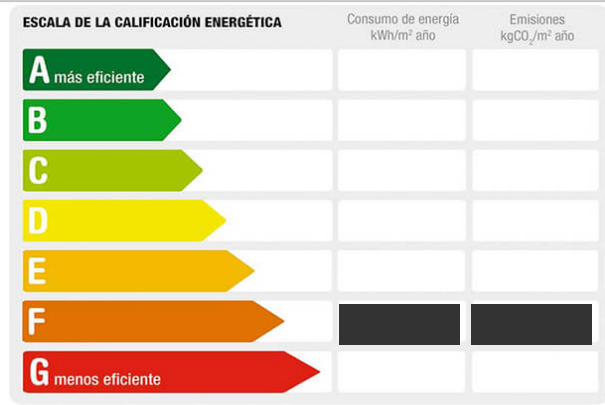 ESCALA DE LA CALIFICACIÓN ENERGÉTICA
Consumo de energía
kWh/m² año
Emisiones
kgCO₂/m² año
A más eficiente
B
C
D
E
F
G menos eficiente